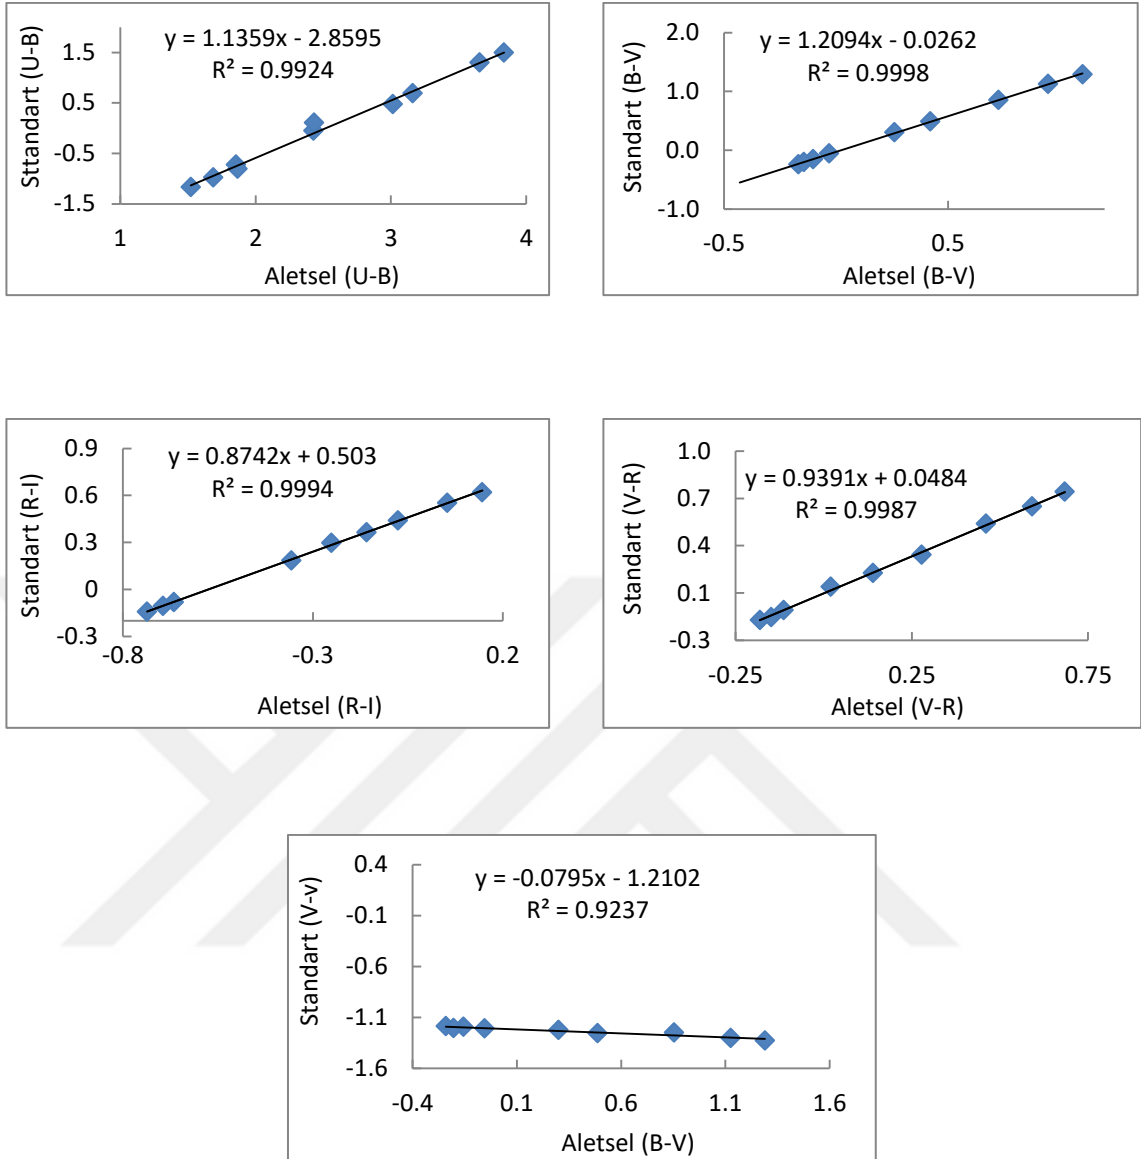 y = 1.1359x - 2.8595
R² = 0.9924
Sttandart (U-B)
1.5
0.5
-0.5
-1.5
1 2 3 4
Aletsel (U-B)
y = 1.2094x - 0.0262
R² = 0.9998
Standart (B-V)
2.0
1.0
0.0
-1.0
-0.5 0.5
Aletsel (B-V)
y = 0.8742x + 0.503
R² = 0.9994
Standart (R-I)
0.9
0.6
0.3
0
-0.3
-0.8 -0.3 0.2
Aletsel (R-I)
y = 0.9391x + 0.0484
R² = 0.9987
Standart (V-R)
1.0
0.7
0.4
0.1
-0.3
-0.25 0.25 0.75
Aletsel (V-R)
y = -0.0795x - 1.2102
R² = 0.9237
Standart (V-v)
0.4
-0.1
-0.6
-1.1
-1.6
-0.4 0.1 0.6 1.1 1.6
Aletsel (B-V)